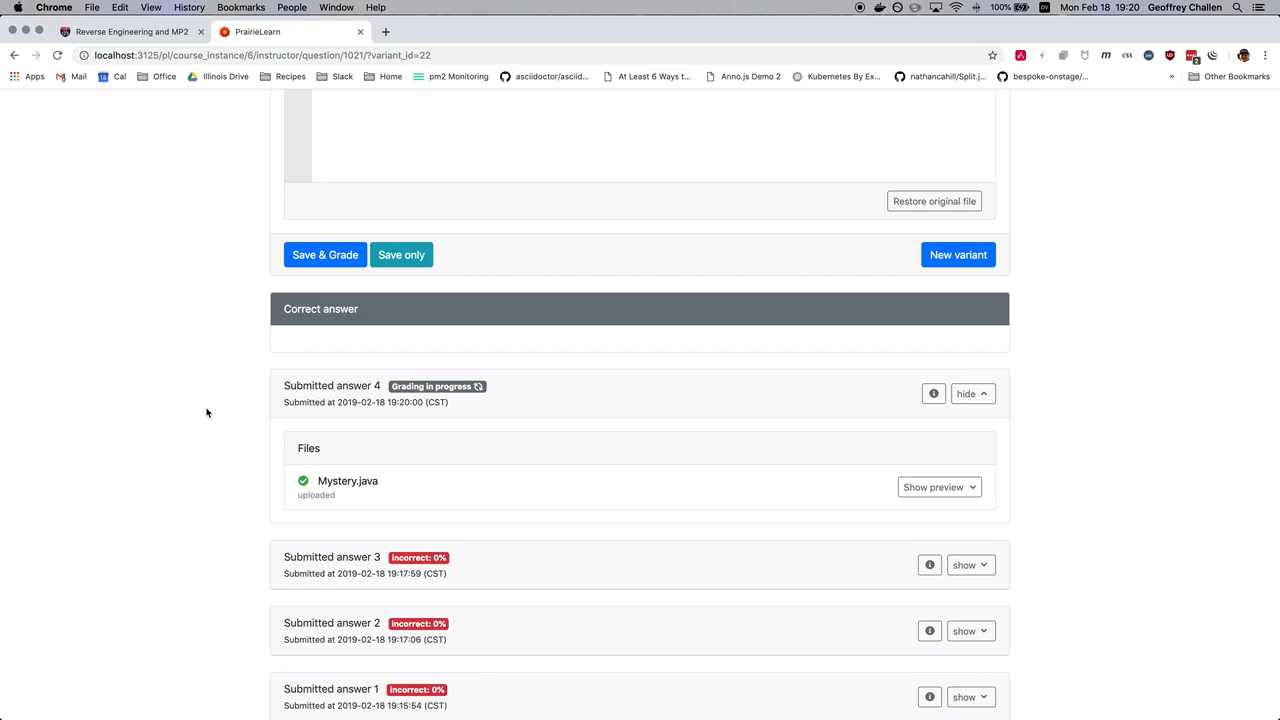 Chrome File Edit View History Bookmarks People Window Help 100% DV Mon Feb 18 19:20 Geoffrey Challen
Reverse Engineering and MP2 PrairieLearn
localhost:3125/pl/course_instance/6/instructor/question/1021/?variant_id=22
Apps Mail Cal Office Illinois Drive Recipes Slack Home pm2 Monitoring asciidoctor/asciid... At Least 6 Ways t... Anno.js Demo 2 Kubernetes By Ex... nathancahill/Split.j... bespoke-onstage/... » Other Bookmarks
Restore original file
Save & Grade Save only New variant
Correct answer
Submitted answer 4 Grading in progress
Submitted at 2019-02-18 19:20:00 (CST)
hide
Files
Mystery.java
uploaded
Show preview
Submitted answer 3 incorrect: 0%
Submitted at 2019-02-18 19:17:59 (CST)
show
Submitted answer 2 incorrect: 0%
Submitted at 2019-02-18 19:17:06 (CST)
show
Submitted answer 1 incorrect: 0%
Submitted at 2019-02-18 19:15:54 (CST)
show